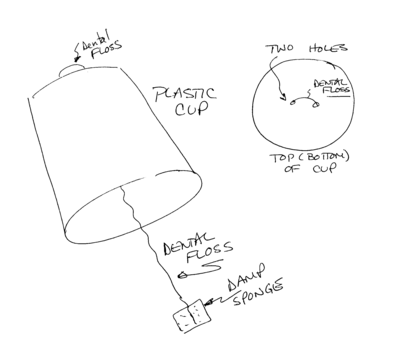 Dental
FLOSS
PLASTIC
CUP
TWO HOLES
DENTAL
FLOSS
TOP (BOTTOM)
OF CUP
DENTAL
FLOSS
DAMP
SPONGE